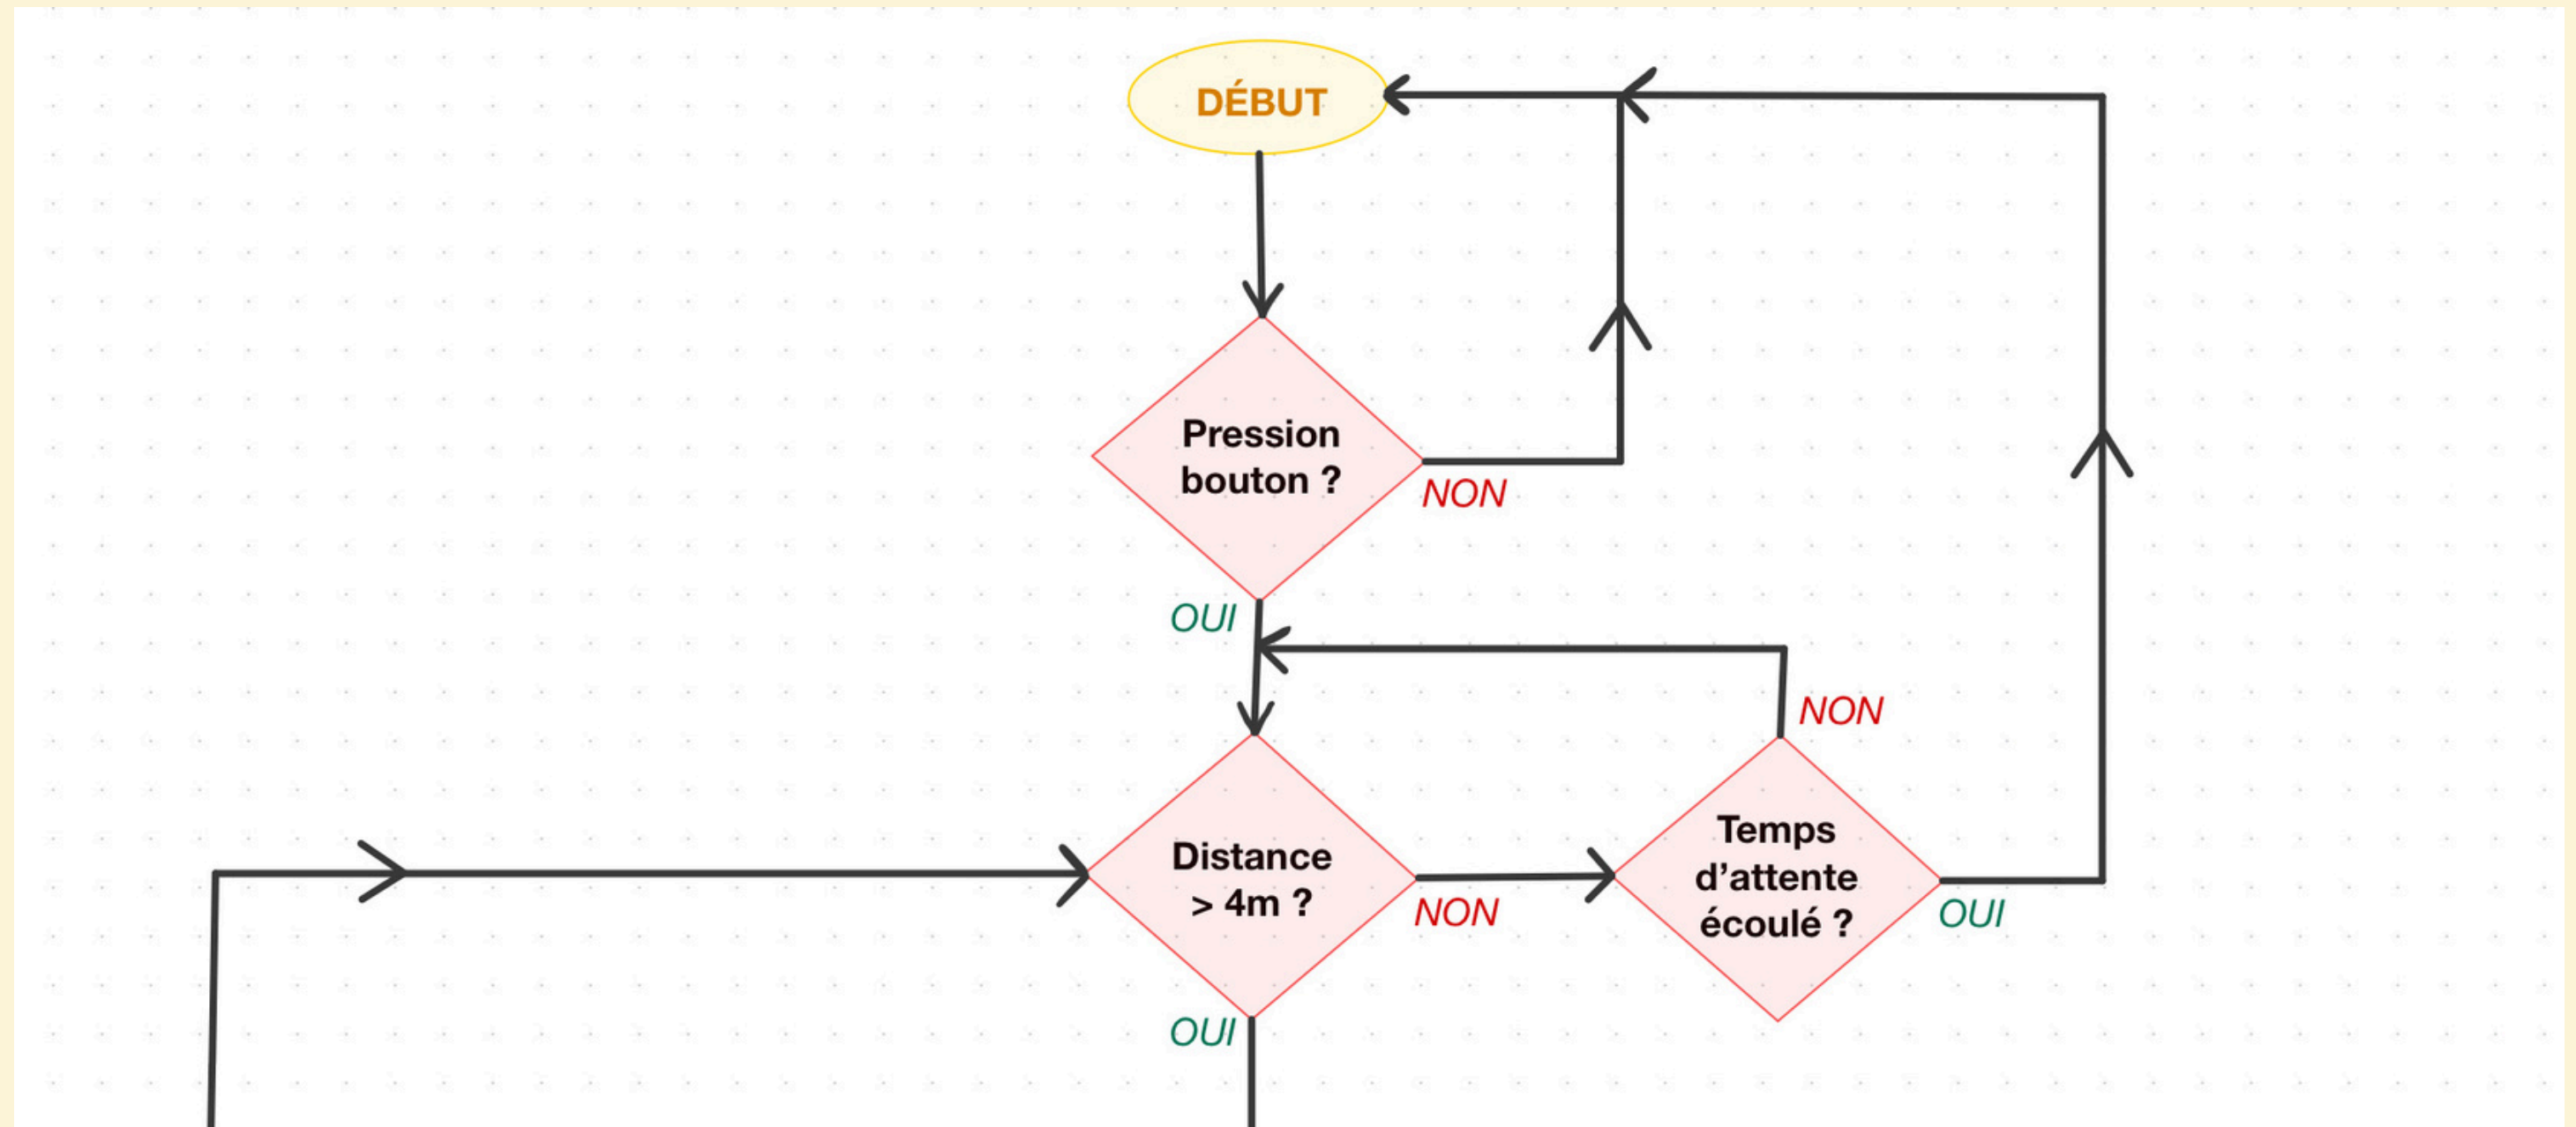 DÉBUT
Pression
bouton ?
NON
OUI
NON
Distance
> 4m ?
NON
Temps
d’attente
écoulé ?
OUI
OUI